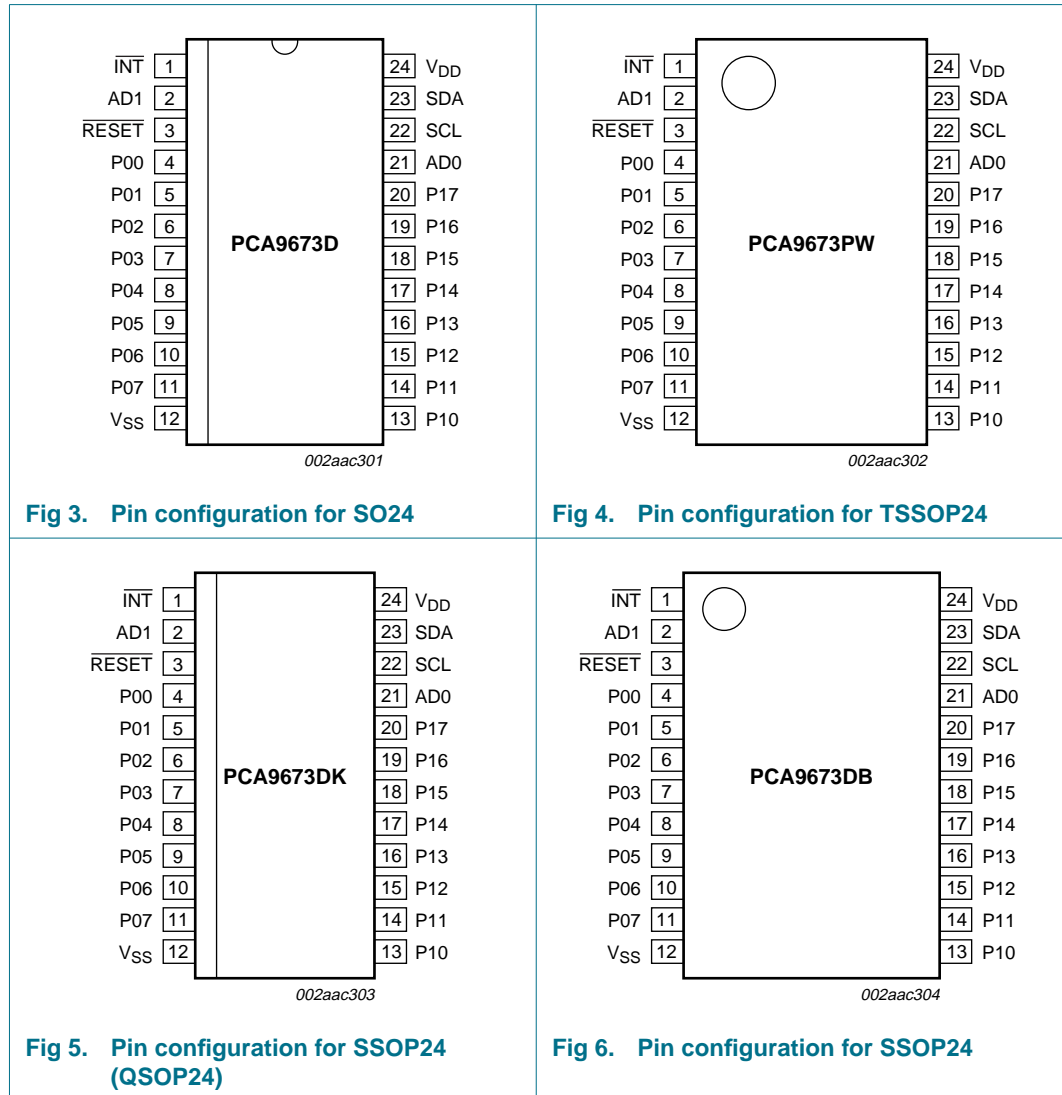 INT 1 24 VDD
AD1 2 23 SDA
RESET 3 22 SCL
P00 4 21 AD0
P01 5 20 P17
P02 6 19 P16
PCA9673D
P03 7 18 P15
P04 8 17 P14
P05 9 16 P13
P06 10 15 P12
P07 11 14 P11
VSS 12 13 P10
002aac301
Fig 3. Pin configuration for SO24
INT 1 24 VDD
AD1 2 23 SDA
RESET 3 22 SCL
P00 4 21 AD0
P01 5 20 P17
P02 6 19 P16
PCA9673PW
P03 7 18 P15
P04 8 17 P14
P05 9 16 P13
P06 10 15 P12
P07 11 14 P11
VSS 12 13 P10
002aac302
Fig 4. Pin configuration for TSSOP24
INT 1 24 VDD
AD1 2 23 SDA
RESET 3 22 SCL
P00 4 21 AD0
P01 5 20 P17
P02 6 19 P16
PCA9673DK
P03 7 18 P15
P04 8 17 P14
P05 9 16 P13
P06 10 15 P12
P07 11 14 P11
VSS 12 13 P10
002aac303
Fig 5. Pin configuration for SSOP24
(QSOP24)
INT 1 24 VDD
AD1 2 23 SDA
RESET 3 22 SCL
P00 4 21 AD0
P01 5 20 P17
P02 6 19 P16
PCA9673DB
P03 7 18 P15
P04 8 17 P14
P05 9 16 P13
P06 10 15 P12
P07 11 14 P11
VSS 12 13 P10
002aac304
Fig 6. Pin configuration for SSOP24